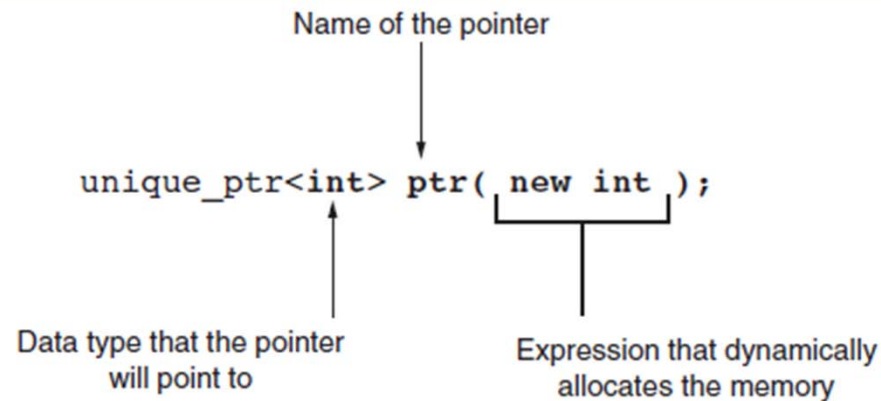 Name of the pointer
unique_ptr<int> ptr( new int );
Data type that the pointer
will point to
Expression that dynamically
allocates the memory